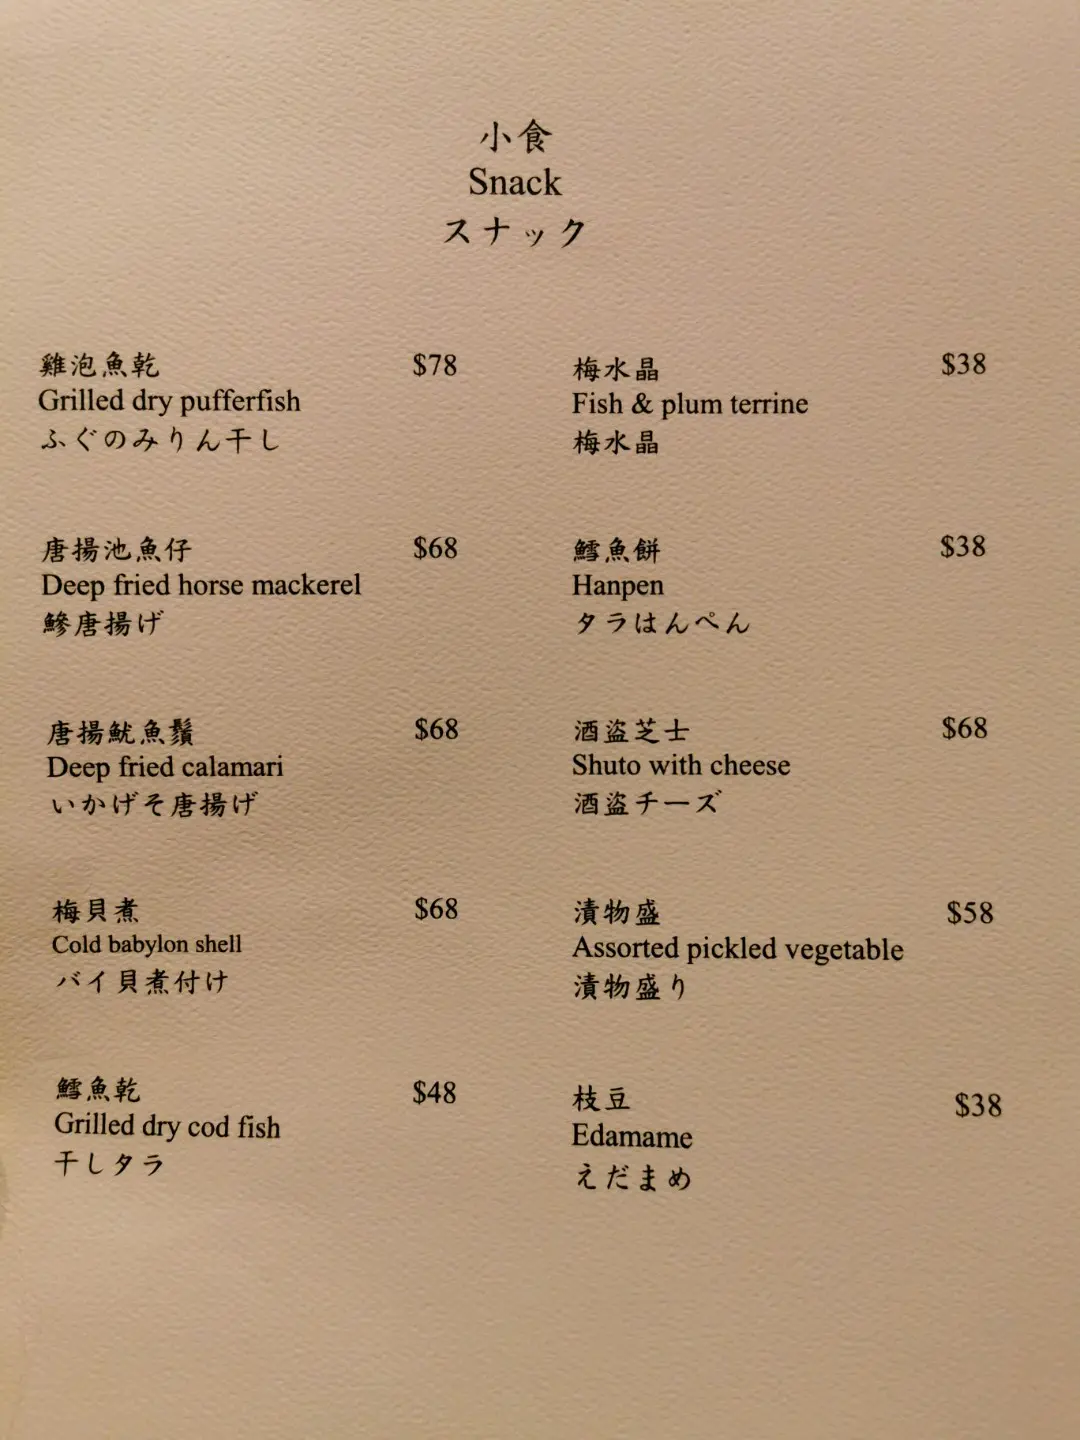 小食
Snack
スナック
雞泡魚乾 $78
Grilled dry pufferfish
ふぐのみりん干し
唐揚池魚仔 $68
Deep fried horse mackerel
鰺唐揚げ
唐揚魷魚鬚 $68
Deep fried calamari
いかげそ唐揚げ
梅貝煮 $68
Cold babylon shell
バイ貝煮付け
鱈魚乾 $48
Grilled dry cod fish
干しタラ
梅水晶 $38
Fish & plum terrine
梅水晶
鱈魚餅 $38
Hanpen
タラはんぺん
酒盗芝士 $68
Shuto with cheese
酒盗チーズ
漬物盛 $58
Assorted pickled vegetable
漬物盛り
枝豆 $38
Edamame
えだまめ